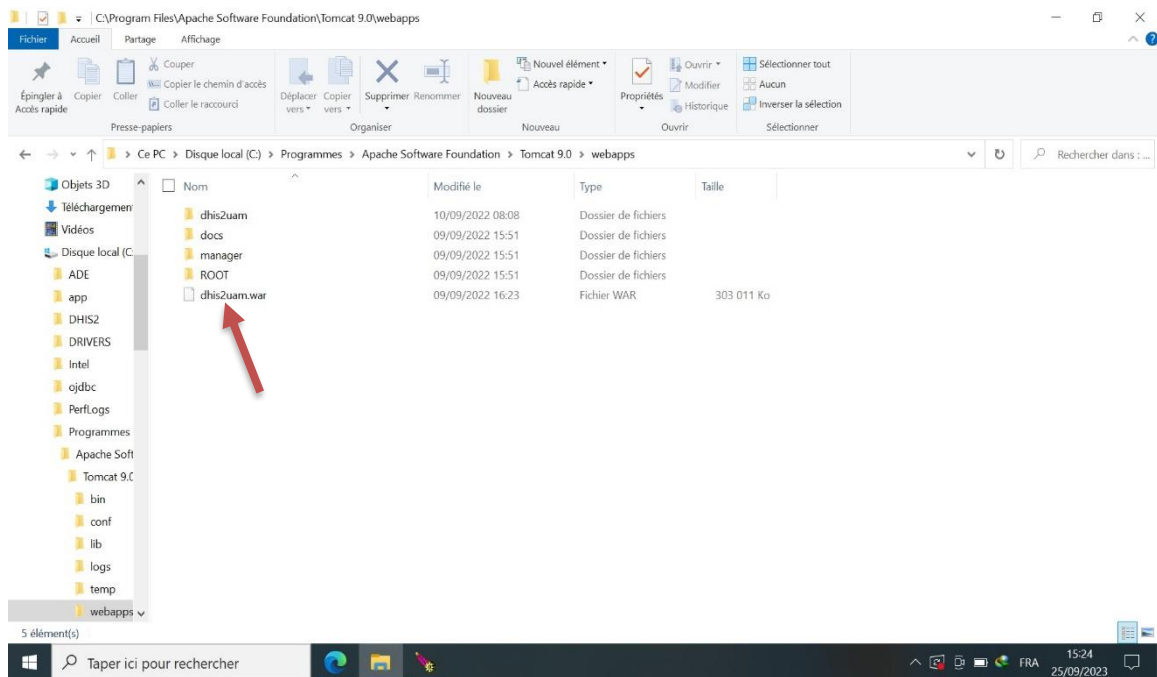 C:\Program Files\Apache Software Foundation\Tomcat 9.0\webapps
Fichier Accueil Partage Affichage
Épingler à Accès rapide
Copier
Coller
Couper
Copier le chemin d'accès
Coller le raccourci
Déplacer vers
Copier vers
Supprimer
Renommer
Nouveau dossier
Nouvel élément
Accès rapide
Propriétés
Ouvrir
Modifier
Historique
Sélectionner tout
Aucun
Inverser la sélection
Presse-papiers Organiser Nouveau Ouvrir Sélectionner
Ce PC > Disque local (C:) > Programmes > Apache Software Foundation > Tomcat 9.0 > webapps
Rechercher dans : ...
Objets 3D
Téléchargemen
Vidéos
Disque local (C:
ADE
app
DHIS2
DRIVERS
Intel
ojdbc
PerfLogs
Programmes
Apache Soft
Tomcat 9.0
bin
conf
lib
logs
temp
webapps
Nom Modifié le Type Taille
dhis2uam 10/09/2022 08:08 Dossier de fichiers
docs 09/09/2022 15:51 Dossier de fichiers
manager 09/09/2022 15:51 Dossier de fichiers
ROOT 09/09/2022 15:51 Dossier de fichiers
dhis2uam.war 09/09/2022 16:23 Fichier WAR 303 011 Ko
5 élément(s)
Taper ici pour rechercher
FRA
15:24
25/09/2023